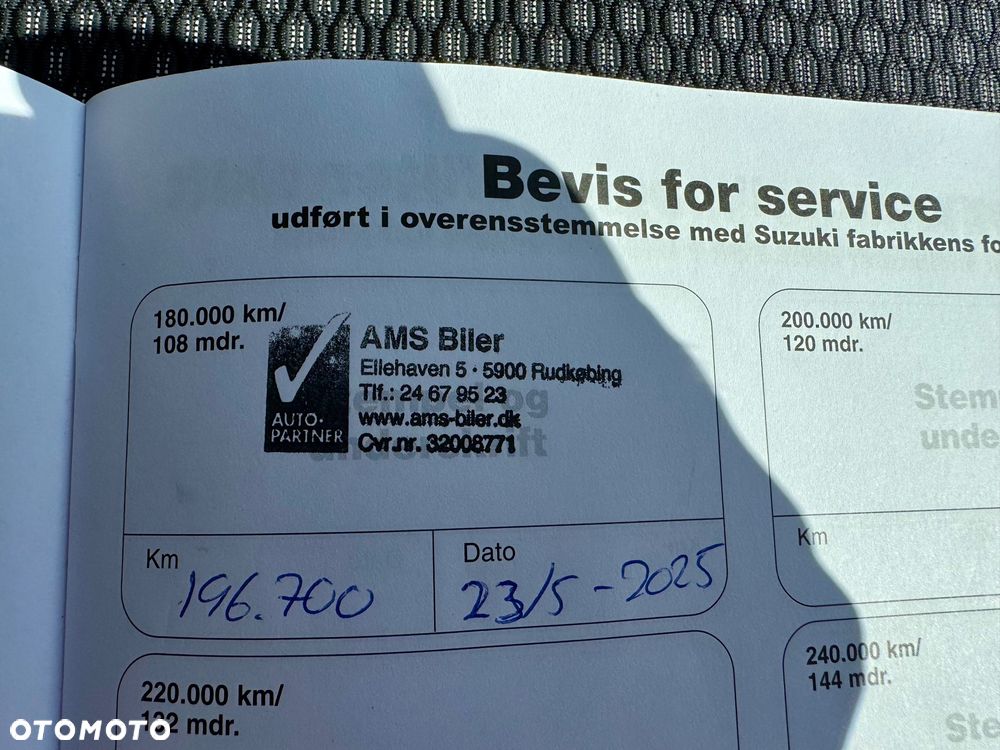 Bevis for service
udført i overensstemmelse med Suzuki fabrikkens
180.000 km/
108 mdr.
AUTO-
PARTNER
AMS Biler
Ellehaven 5 · 5900 Rudkøbing
Tlf.: 24 67 95 23
www.ams-biler.dk
Cvr.nr. 32008771
Km
196.700
Dato
23/5-2025
200.000 km/
120 mdr.
Km
220.000 km/
132 mdr.
240.000 km/
144 mdr.
OTOMOTO